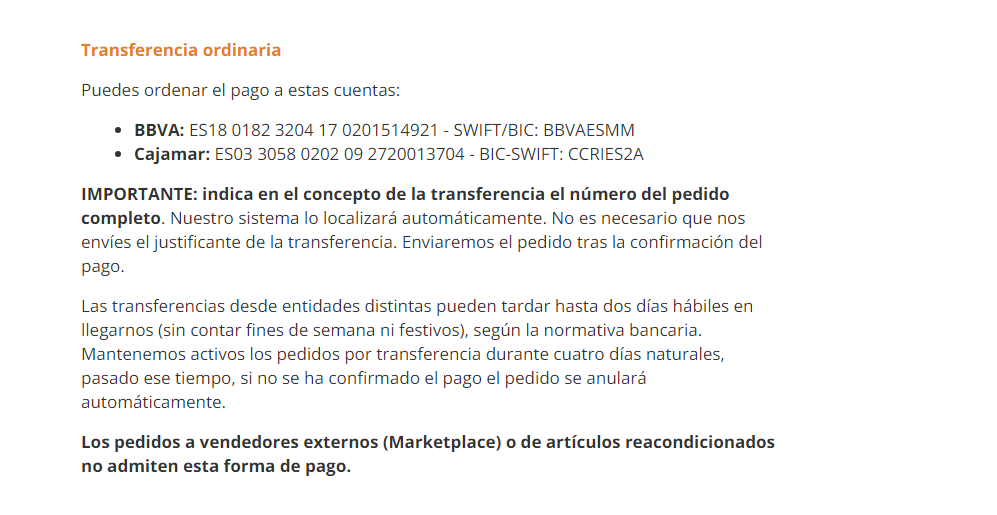 Transferencia ordinaria
Puedes ordenar el pago a estas cuentas:
• BBVA: ES18 0182 3204 17 0201514921 - SWIFT/BIC: BBVAESMM
• Cajamar: ES03 3058 0202 09 2720013704 - BIC-SWIFT: CCRIES2A
IMPORTANTE: indica en el concepto de la transferencia el número del pedido
completo. Nuestro sistema lo localizará automáticamente. No es necesario que nos
envíes el justificante de la transferencia. Enviaremos el pedido tras la confirmación del
pago.
Las transferencias desde entidades distintas pueden tardar hasta dos días hábiles en
llegarnos (sin contar fines de semana ni festivos), según la normativa bancaria.
Mantenemos activos los pedidos por transferencia durante cuatro días naturales,
pasado ese tiempo, si no se ha confirmado el pago el pedido se anulará
automáticamente.
Los pedidos a vendedores externos (Marketplace) o de artículos reacondicionados
no admiten esta forma de pago.